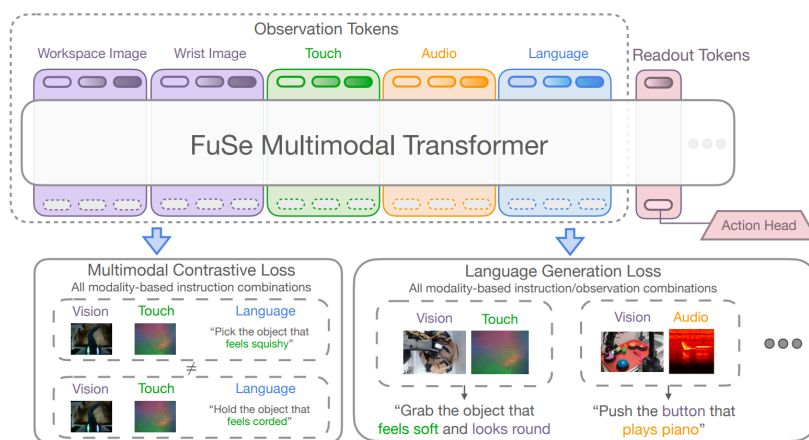 Observation Tokens
Workspace Image
Wrist Image
Touch
Audio
Language
Readout Tokens
FuSe Multimodal Transformer
Action Head
Multimodal Contrastive Loss
All modality-based instruction combinations
Vision
Touch
Language
“Pick the object that
feels squishy”
≠
Vision
Touch
Language
“Hold the object that
feels corded”
Language Generation Loss
All modality-based instruction/observation combinations
Vision
Touch
“Grab the object that
feels soft and looks round
Vision
Audio
“Push the button that
plays piano”